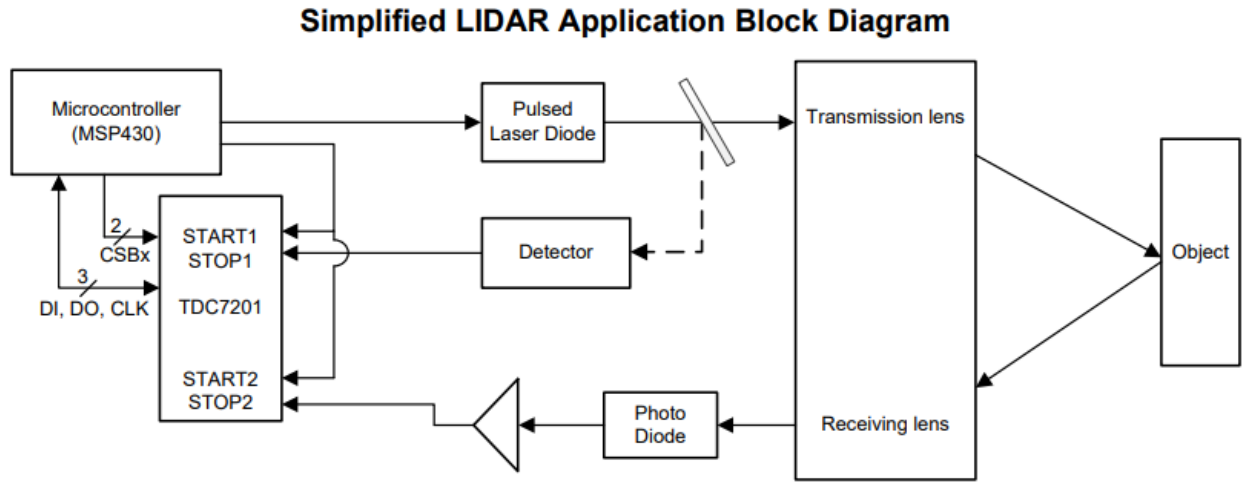 Simplified LIDAR Application Block Diagram
Microcontroller
(MSP430)
Pulsed
Laser Diode
Transmission lens
2
CSBx
3
DI, DO, CLK
START1
STOP1
TDC7201
START2
STOP2
Detector
Object
Photo
Diode
Receiving lens